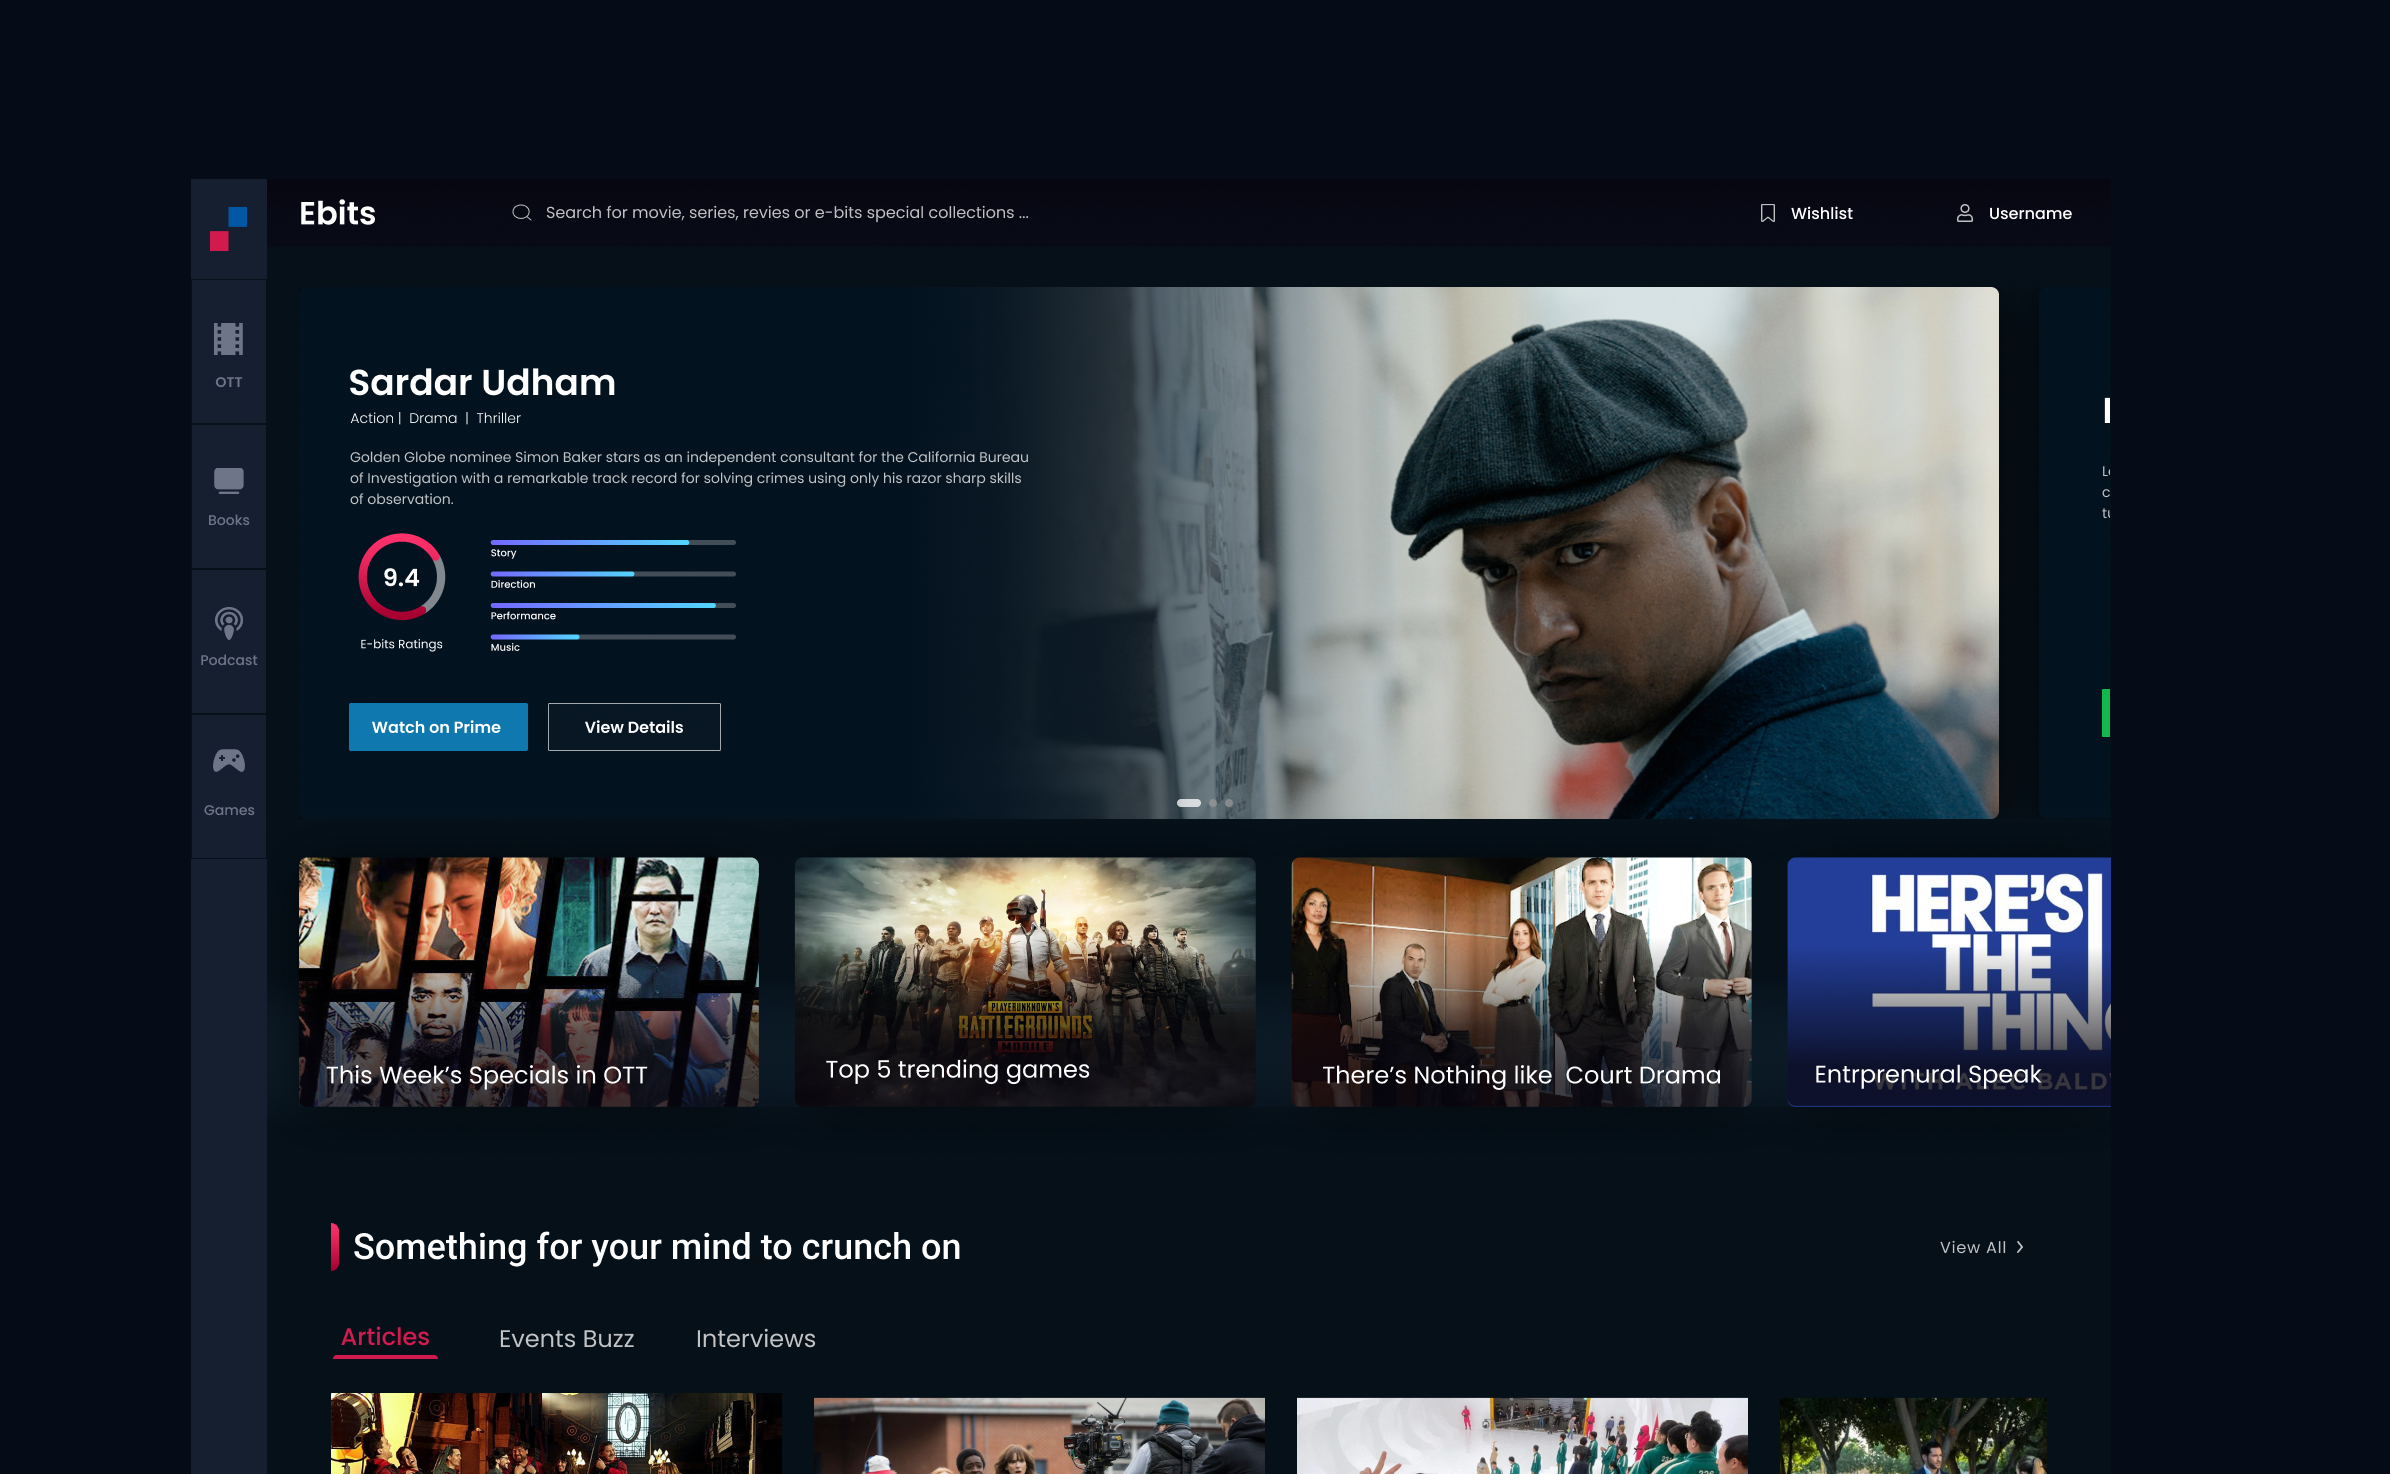 Ebits
Search for movie, series, revies or e-bits special collections ...
Wishlist
Username
OTT
Books
Podcast
Games
Sardar Udham
Action | Drama | Thriller
Golden Globe nominee Simon Baker stars as an independent consultant for the California Bureau
of Investigation with a remarkable track record for solving crimes using only his razor sharp skills
of observation.
9.4
E-bits Ratings
Story
Direction
Performance
Music
Watch on Prime
View Details
This Week's Specials in OTT
PLAYERUNKNOWN'S
BATTLEGROUNDS
MOBILE
Top 5 trending games
There's Nothing like Court Drama
HERE'S
THE
THIN
WITH ALEC BALD
Entrprenural Speak
Something for your mind to crunch on
View All
Articles
Events Buzz
Interviews